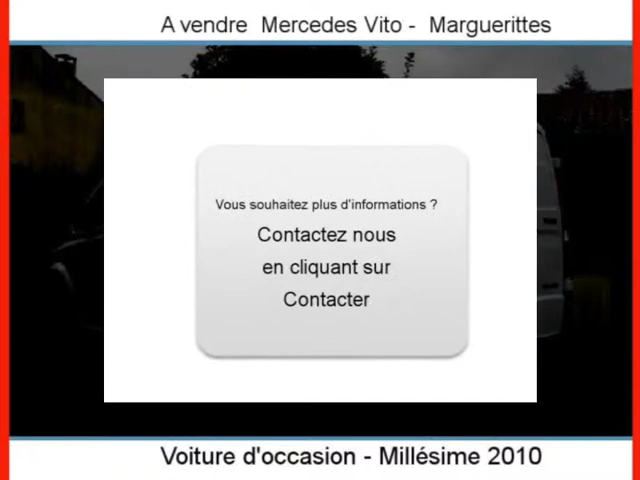 A vendre Mercedes Vito - Marguerittes
Vous souhaitez plus d'informations ?
Contactez nous
en cliquant sur
Contacter
Voiture d'occasion - Millésime 2010